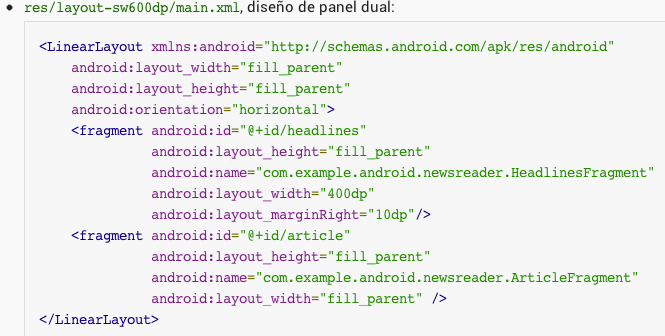 • res/layout-sw600dp/main.xml, diseño de panel dual:
<LinearLayout xmlns:android="http://schemas.android.com/apk/res/android"
    android:layout_width="fill_parent"
    android:layout_height="fill_parent"
    android:orientation="horizontal">
    <fragment android:id="@+id/headlines"
              android:layout_height="fill_parent"
              android:name="com.example.android.newsreader.HeadlinesFragment"
              android:layout_width="400dp"
              android:layout_marginRight="10dp"/>
    <fragment android:id="@+id/article"
              android:layout_height="fill_parent"
              android:name="com.example.android.newsreader.ArticleFragment"
              android:layout_width="fill_parent" />
</LinearLayout>